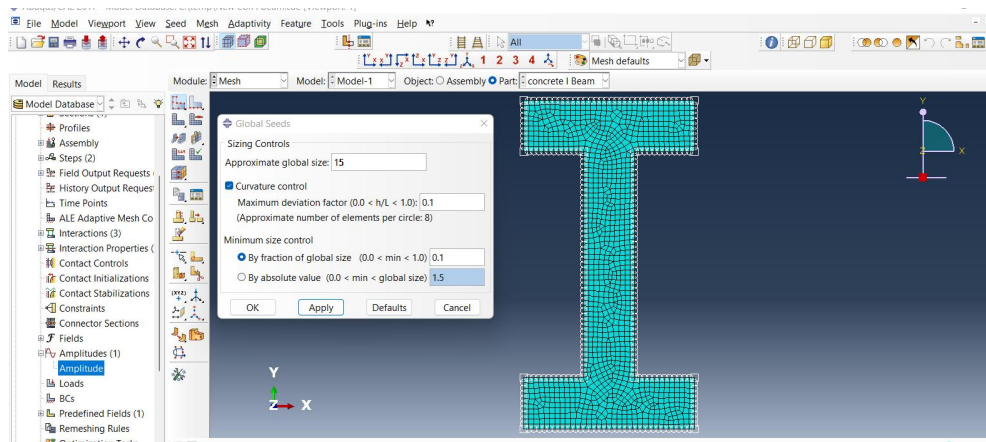 File Model Viewport View Seed Mesh Adaptivity Feature Tools Plug-ins Help
All
1 2 3 4 Mesh defaults
Model Results
Module: Mesh Model: Model-1 Object: Assembly Part: concrete I Beam
Model Database
Profiles
Assembly
Steps (2)
Field Output Requests
History Output Request
Time Points
ALE Adaptive Mesh Co
Interactions (3)
Interaction Properties (
Contact Controls
Contact Initializations
Contact Stabilizations
Constraints
Connector Sections
Fields
Amplitudes (1)
Amplitude
Loads
BCs
Predefined Fields (1)
Remeshing Rules
Global Seeds
Sizing Controls
Approximate global size: 15
Curvature control
Maximum deviation factor (0.0 < h/L < 1.0): 0.1
(Approximate number of elements per circle: 8)
Minimum size control
By fraction of global size (0.0 < min < 1.0) 0.1
By absolute value (0.0 < min < global size) 1.5
OK Apply Defaults Cancel
Y
Z X
Y
Z X